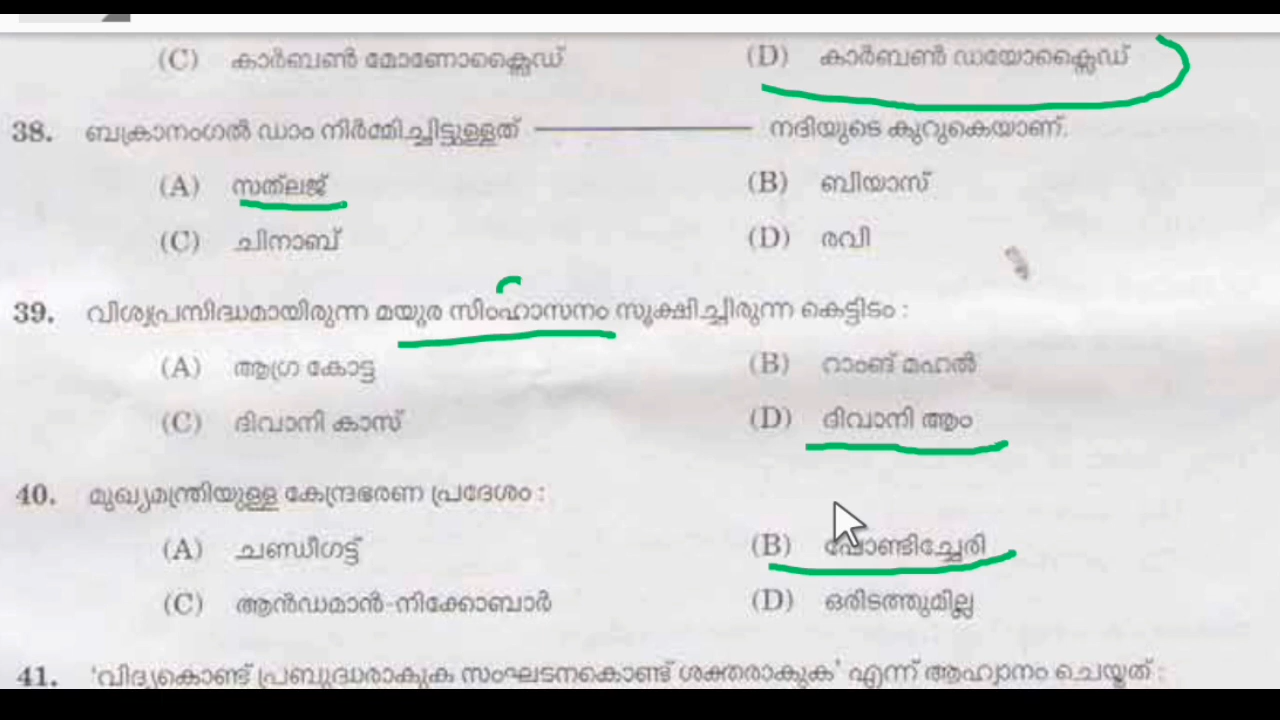 (C) കാർബൺ മോണോക്സൈഡ് (D) കാർബൺ ഡയോക്സൈഡ്
38. ബക്രാനംഗൽ ഡാം നിർമ്മിച്ചിട്ടുള്ളത് ———— നദിയുടെ കുറുകെയാണ്.
(A) സത്‌ലജ് (B) ബിയാസ്
(C) ചിനാബ് (D) രവി
39. വിശ്വപ്രസിദ്ധമായിരുന്ന മയുര സിംഹാസനം സൂക്ഷിച്ചിരുന്ന കെട്ടിടം :
(A) ആഗ്ര കോട്ട (B) റാംങ് മഹൽ
(C) ദിവാനി കാസ് (D) ദിവാനി ആം
40. മുഖ്യമന്ത്രിയുള്ള കേന്ദ്രഭരണ പ്രദേശം :
(A) ചണ്ഡീഗട്ട് (B) പോണ്ടിച്ചേരി
(C) ആൻഡമാൻ-നിക്കോബാർ (D) ഒരിടത്തുമില്ല
41. 'വിദ്യകൊണ്ട് പ്രബുദ്ധരാകുക സംഘടനകൊണ്ട് ശക്തരാകുക' എന്ന് ആഹ്വാനം ചെയ്തത് :